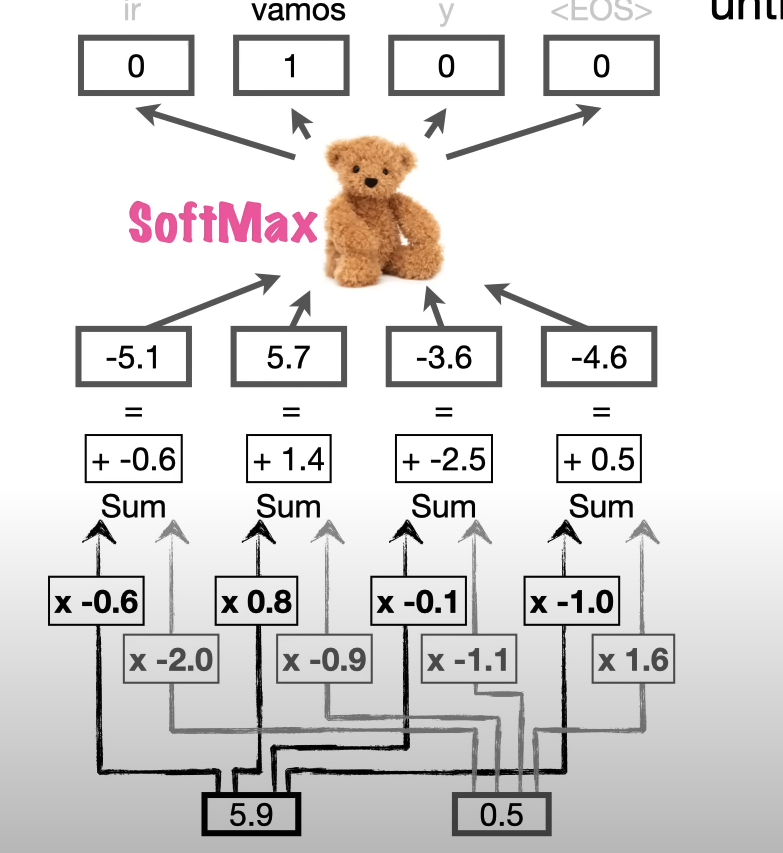 ir vamos y <EOS>
0 1 0 0
SoftMax
-5.1 5.7 -3.6 -4.6
= = = =
+ -0.6 + 1.4 + -2.5 + 0.5
Sum Sum Sum Sum
x -0.6 x 0.8 x -0.1 x -1.0
x -2.0 x -0.9 x -1.1 x 1.6
5.9 0.5